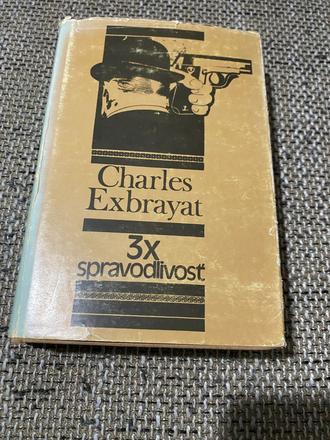 Charles
Exbrayat
3x
spravodlivosť